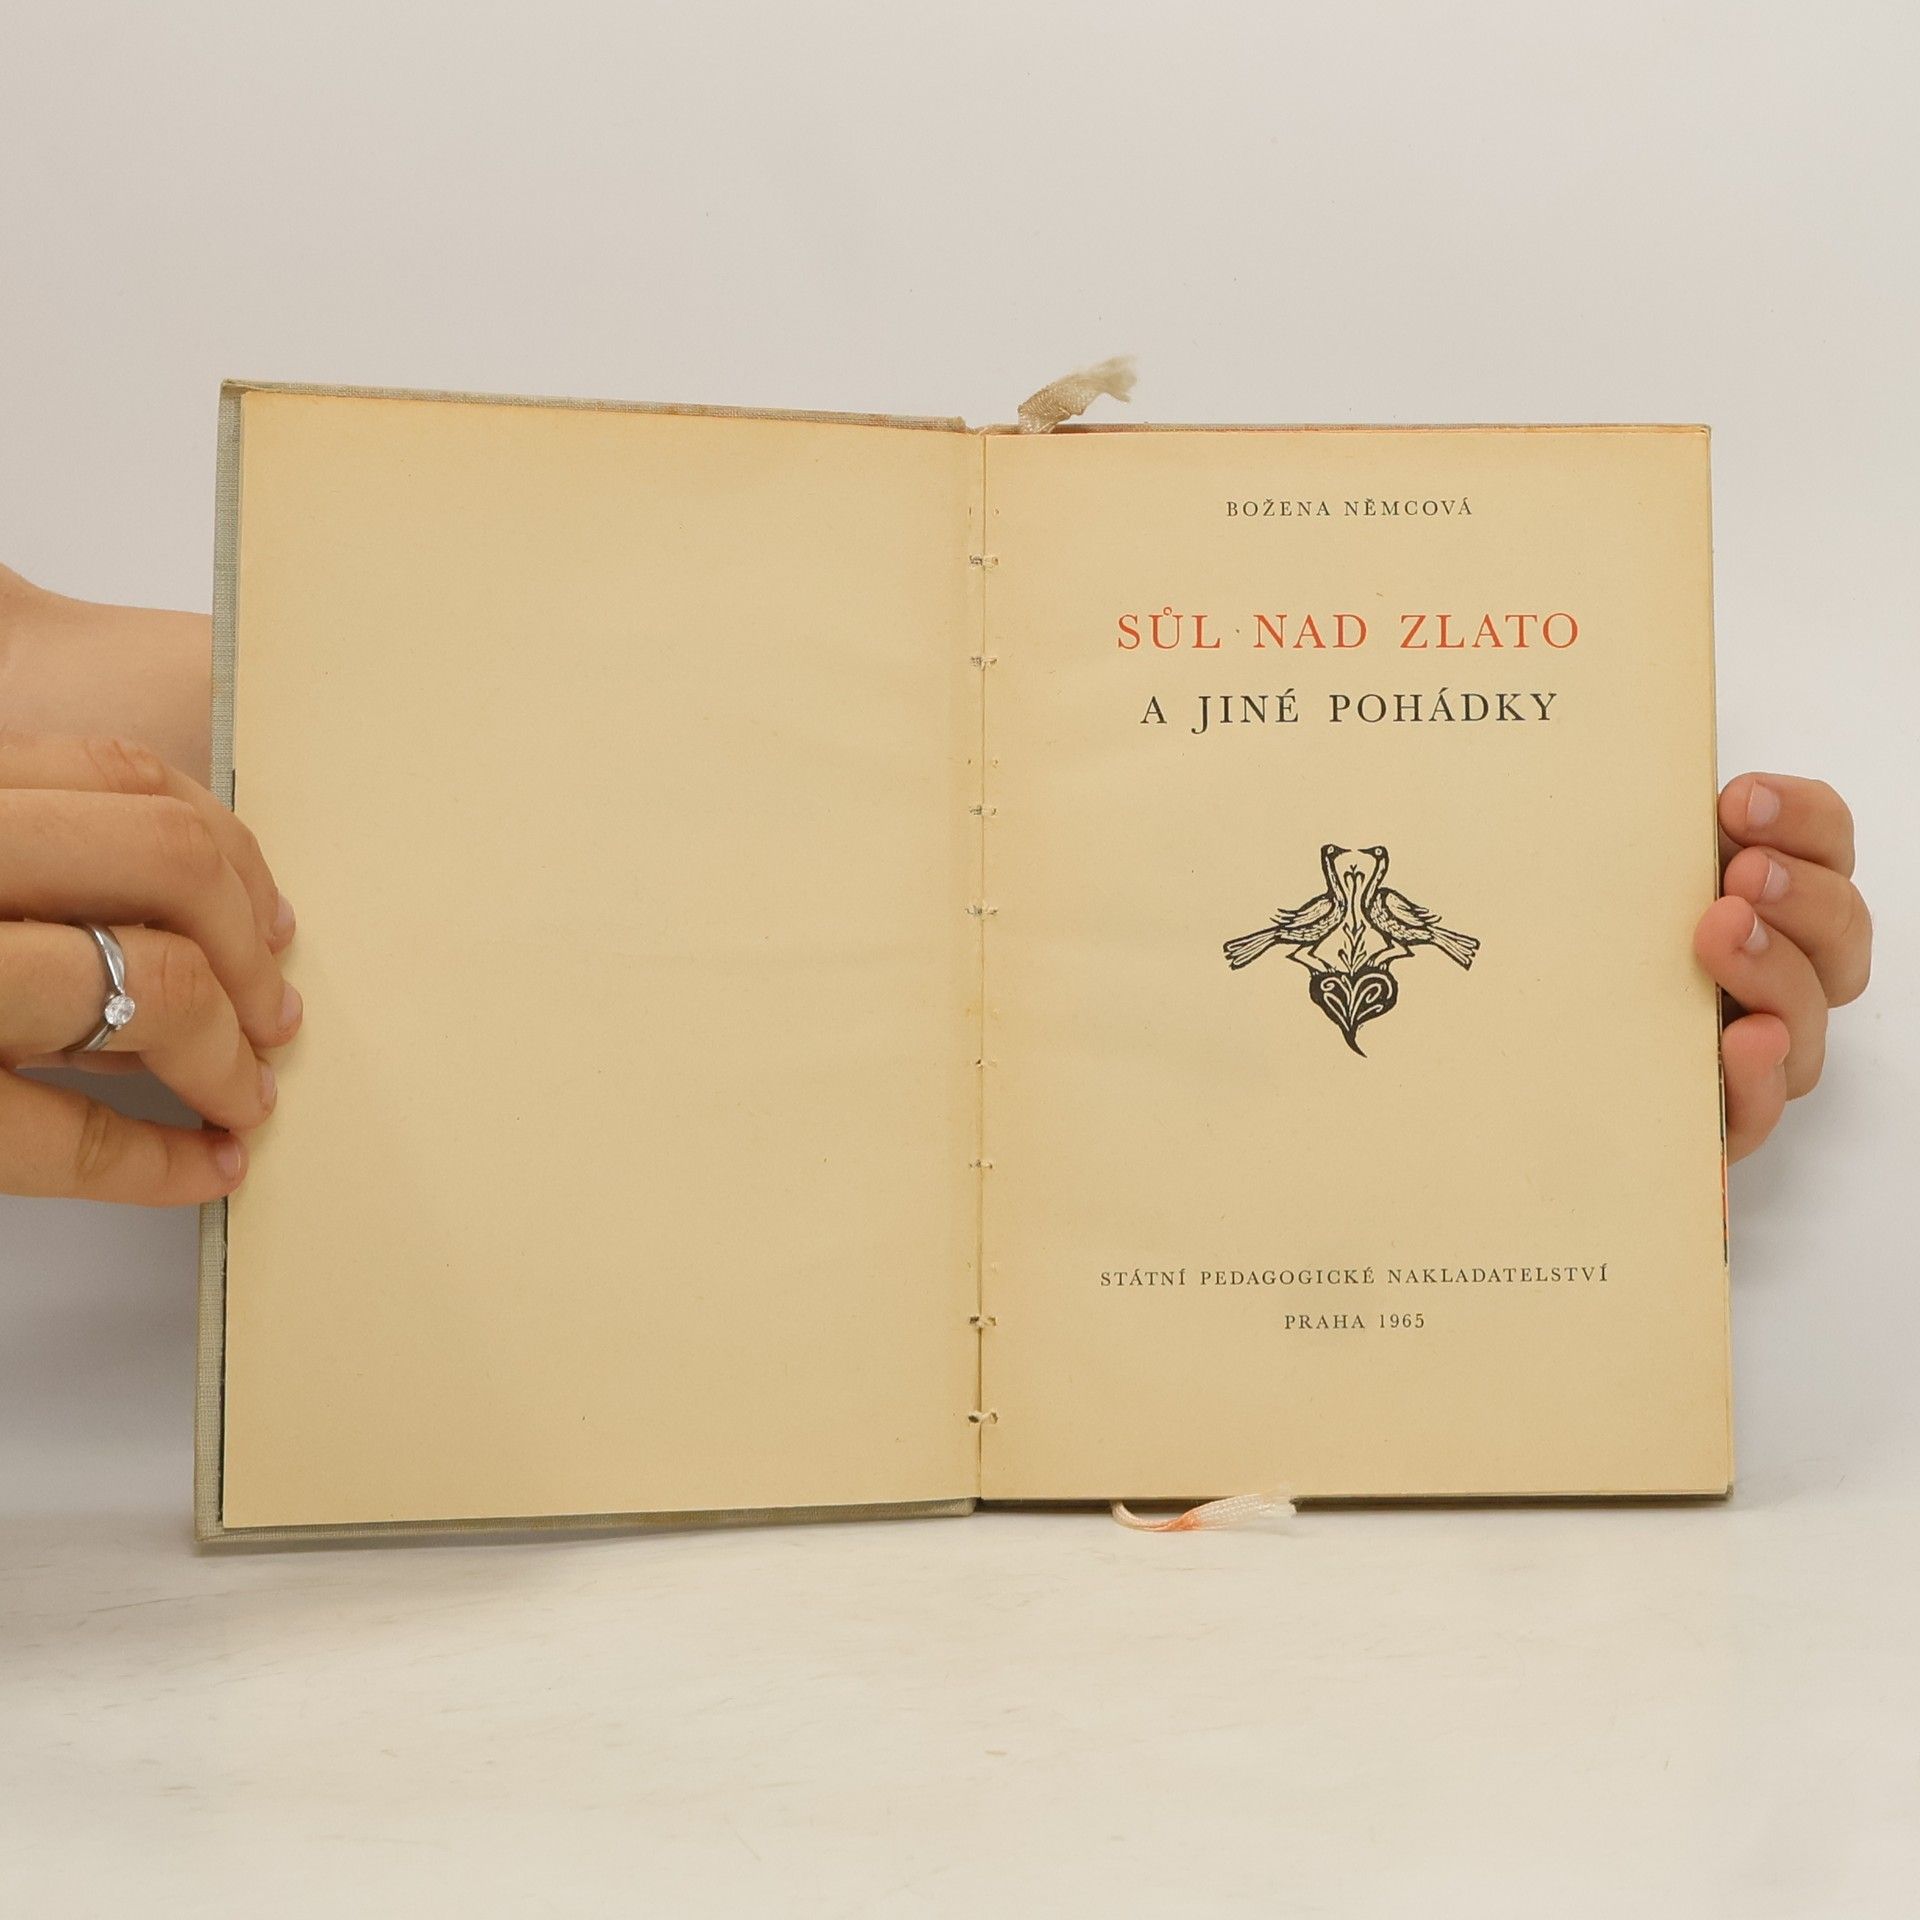 BOŽENA NĚMCOVÁ
SŮL NAD ZLATO
A JINÉ POHÁDKY
STÁTNÍ PEDAGOGICKÉ NAKLADATELSTVÍ
PRAHA 1965